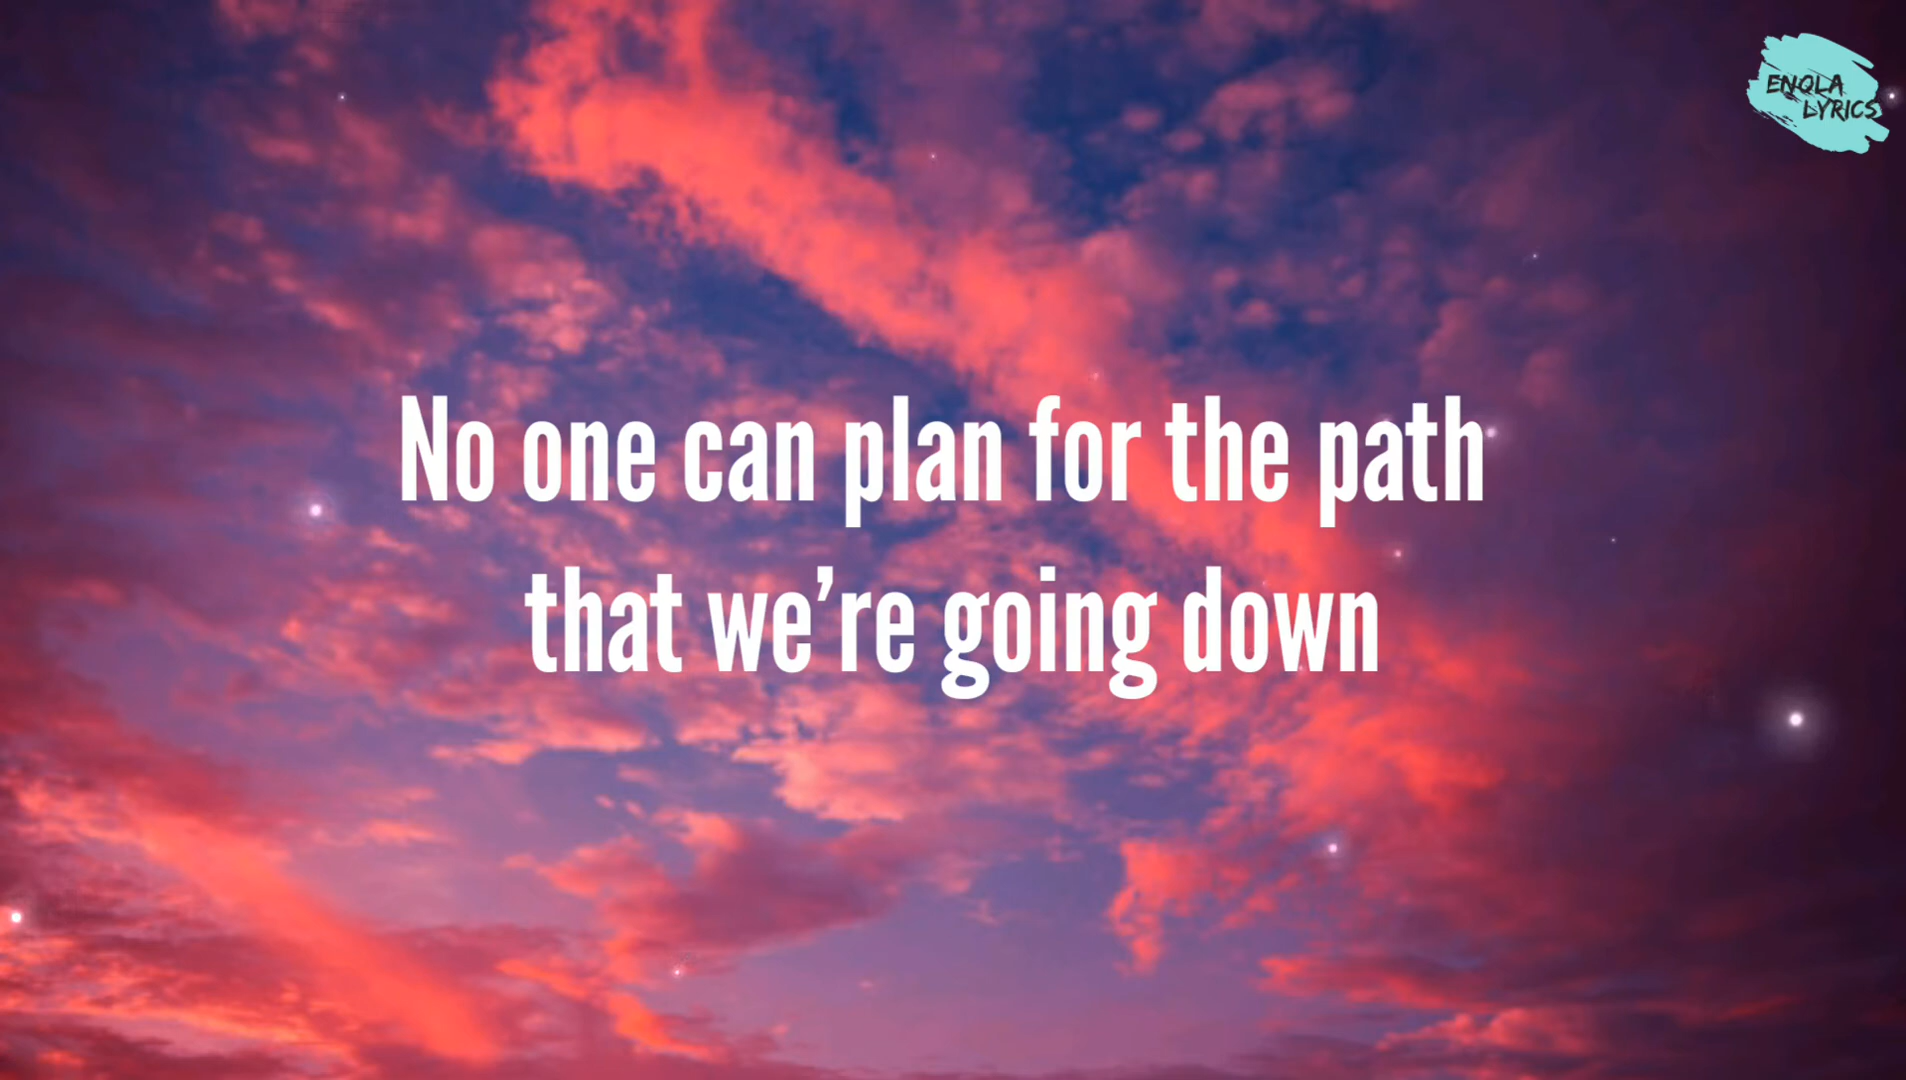 ENOLA
LYRICS
No one can plan for the path
that we’re going down